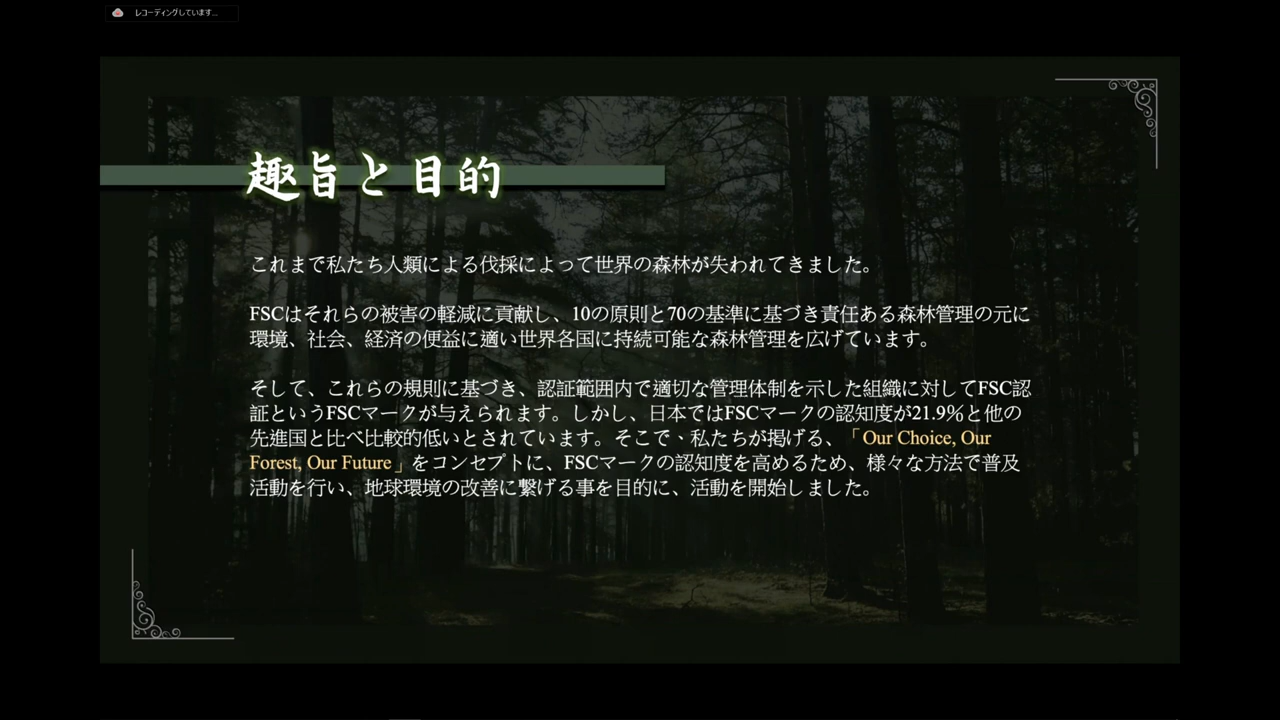 レコーディングしています...
趣旨と目的
これまで私たち人類による伐採によって世界の森林が失われてきました。
FSCはそれらの被害の軽減に貢献し、10の原則と70の基準に基づき責任ある森林管理の元に
環境、社会、経済の便益に適い世界各国に持続可能な森林管理を広げています。
そして、これらの規則に基づき、認証範囲内で適切な管理体制を示した組織に対してFSC認
証というFSCマークが与えられます。しかし、日本ではFSCマークの認知度が21.9%と他の
先進国と比べ比較的低いとされています。そこで、私たちが掲げる、「Our Choice, Our
Forest, Our Future」をコンセプトに、FSCマークの認知度を高めるため、様々な方法で普及
活動を行い、地球環境の改善に繋げる事を目的に、活動を開始しました。